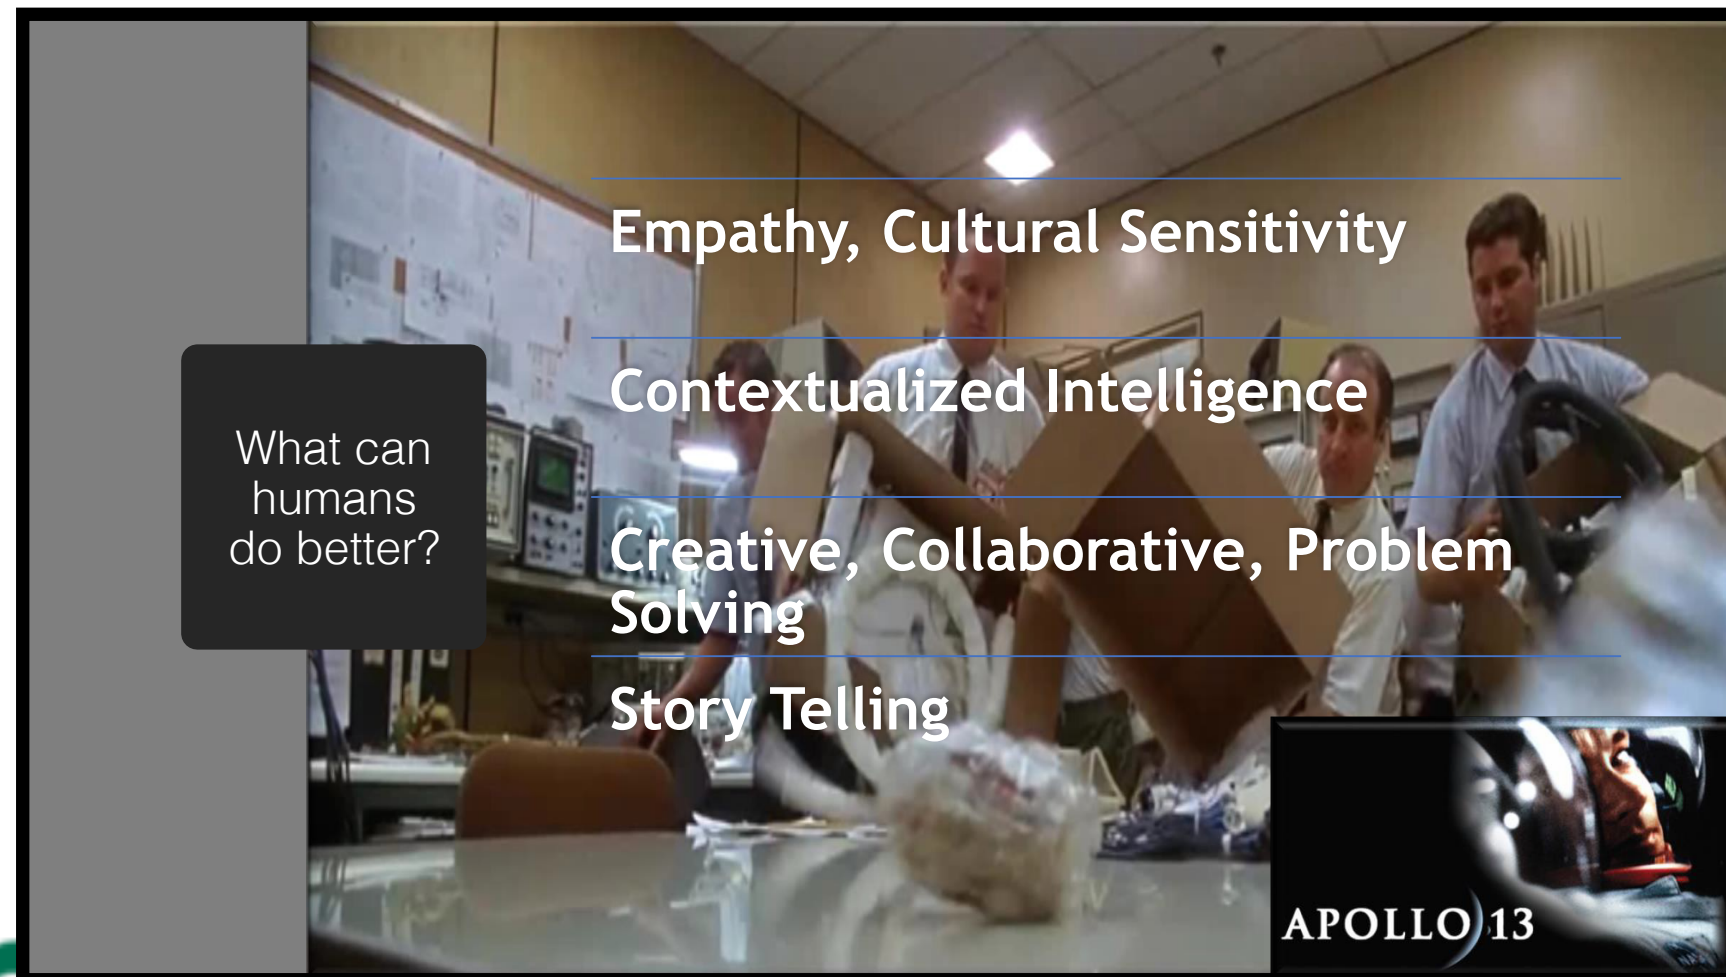 What can
humans
do better?
Empathy, Cultural Sensitivity
Contextualized Intelligence
Creative, Collaborative, Problem
Solving
Story Telling
APOLLO 13